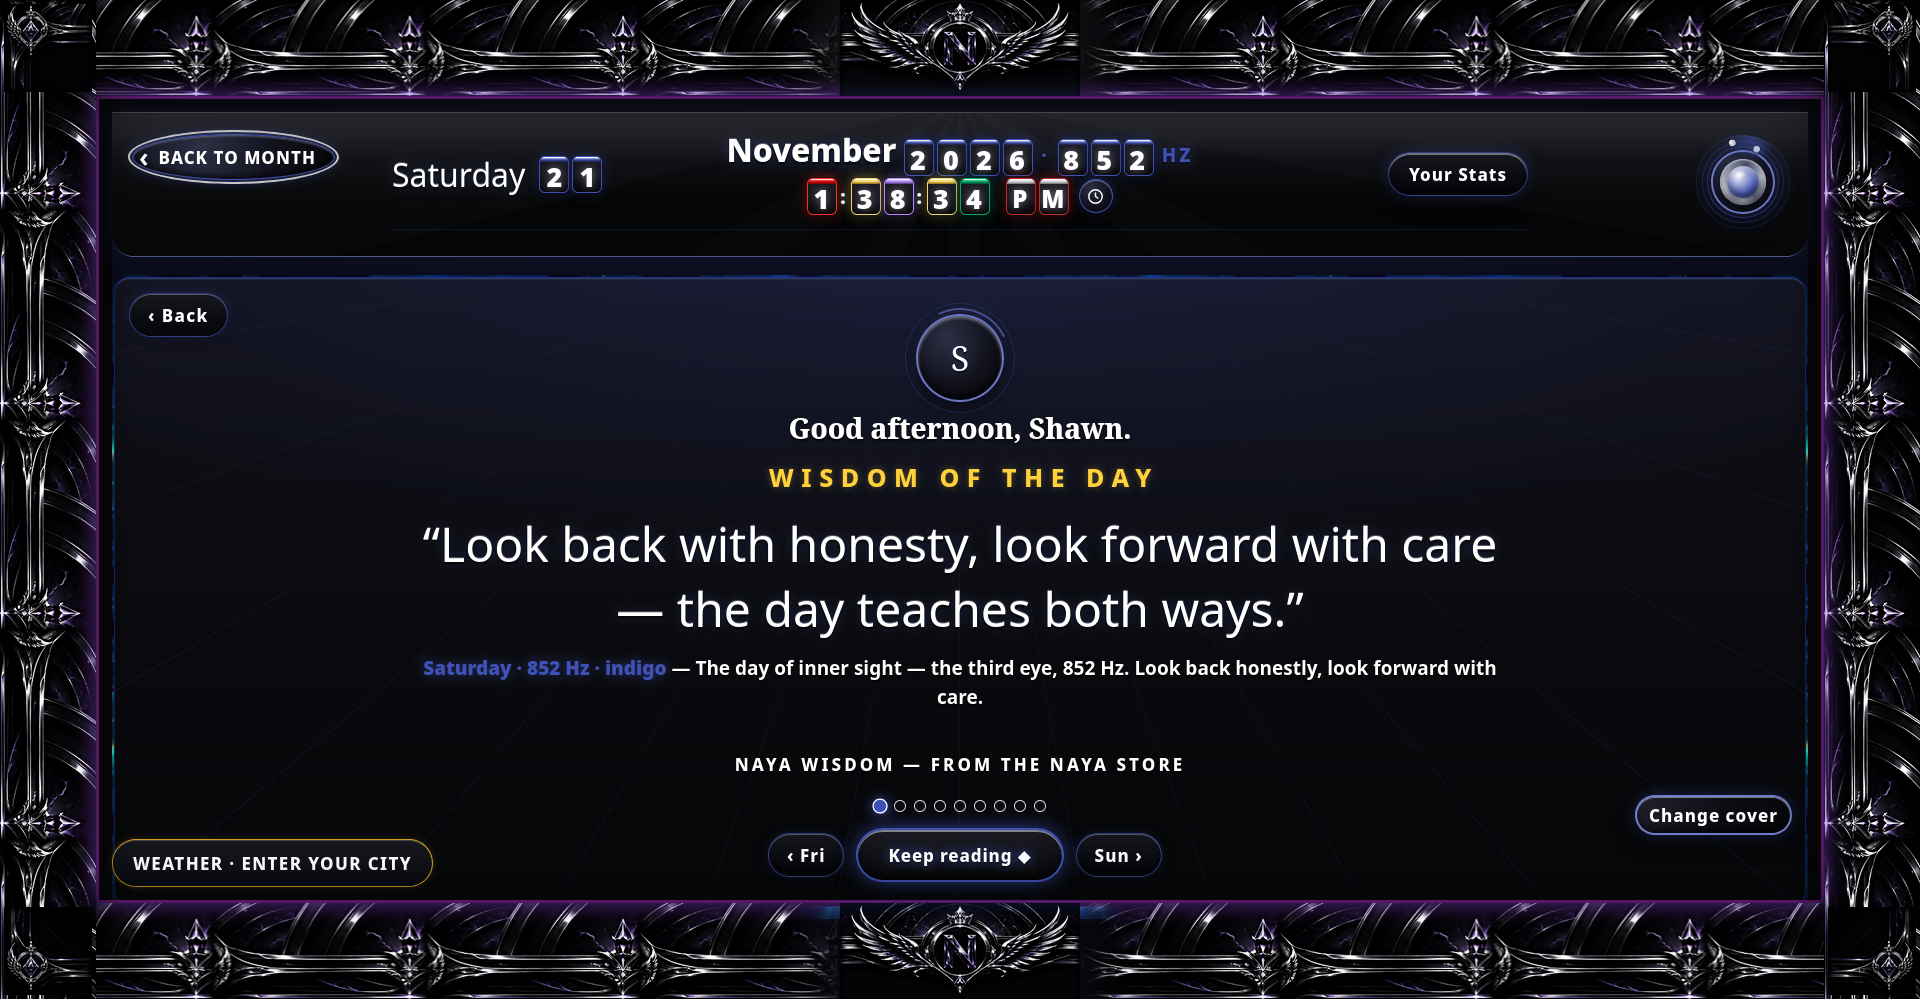 N
‹ BACK TO MONTH
Saturday 21
November 2026 · 852 HZ
1:38:34 PM
Your Stats
‹ Back
S
Good afternoon, Shawn.
WISDOM OF THE DAY
“Look back with honesty, look forward with care
— the day teaches both ways.”
Saturday · 852 Hz · indigo — The day of inner sight — the third eye, 852 Hz. Look back honestly, look forward with
care.
NAYA WISDOM — FROM THE NAYA STORE
Change cover
WEATHER · ENTER YOUR CITY
‹ Fri
Keep reading ◆
Sun ›
N